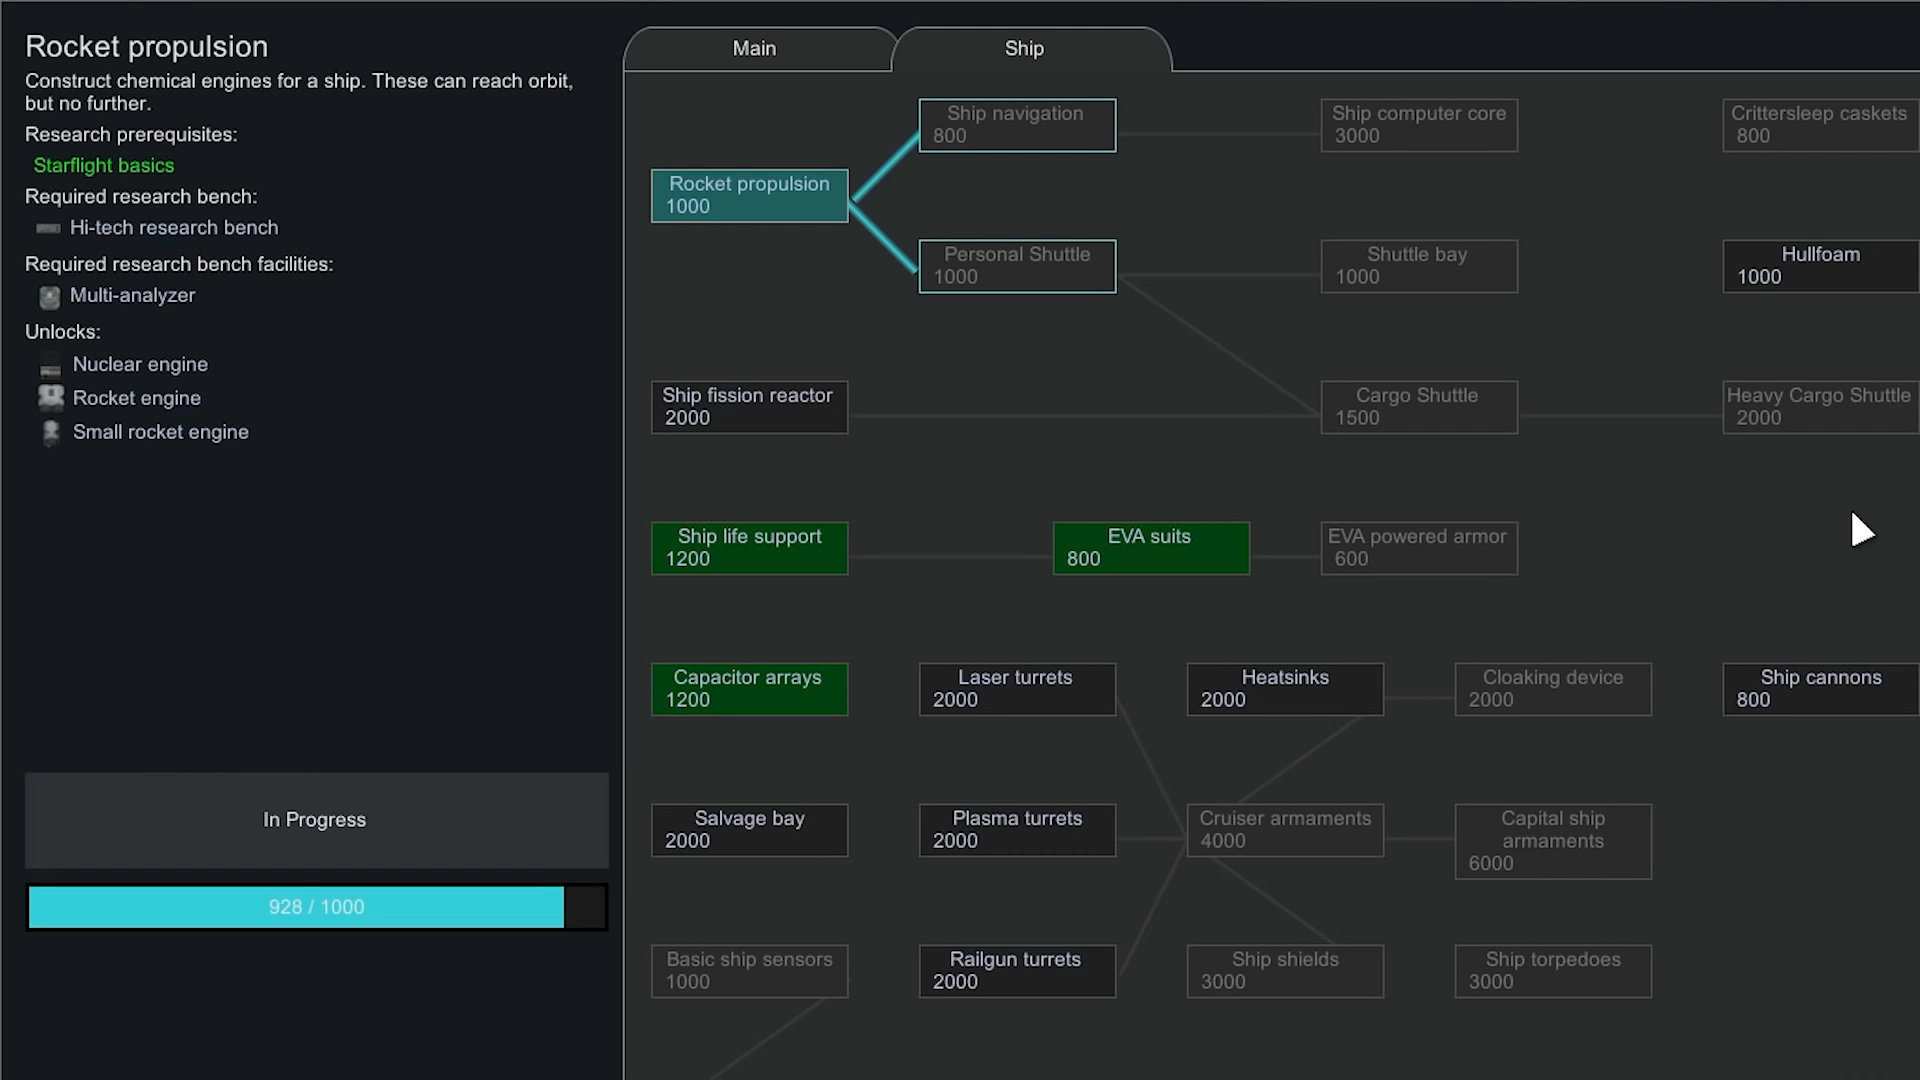 Rocket propulsion
Construct chemical engines for a ship. These can reach orbit,
but no further.
Research prerequisites:
Starflight basics
Required research bench:
Hi-tech research bench
Required research bench facilities:
Multi-analyzer
Unlocks:
Nuclear engine
Rocket engine
Small rocket engine
In Progress
928 / 1000
Main
Ship
Ship navigation
800
Ship computer core
3000
Crittersleep caskets
800
Rocket propulsion
1000
Personal Shuttle
1000
Shuttle bay
1000
Hullfoam
1000
Ship fission reactor
2000
Cargo Shuttle
1500
Heavy Cargo Shuttle
2000
Ship life support
1200
EVA suits
800
EVA powered armor
600
Capacitor arrays
1200
Laser turrets
2000
Heatsinks
2000
Cloaking device
2000
Ship cannons
800
Salvage bay
2000
Plasma turrets
2000
Cruiser armaments
4000
Capital ship
armaments
6000
Basic ship sensors
1000
Railgun turrets
2000
Ship shields
3000
Ship torpedoes
3000